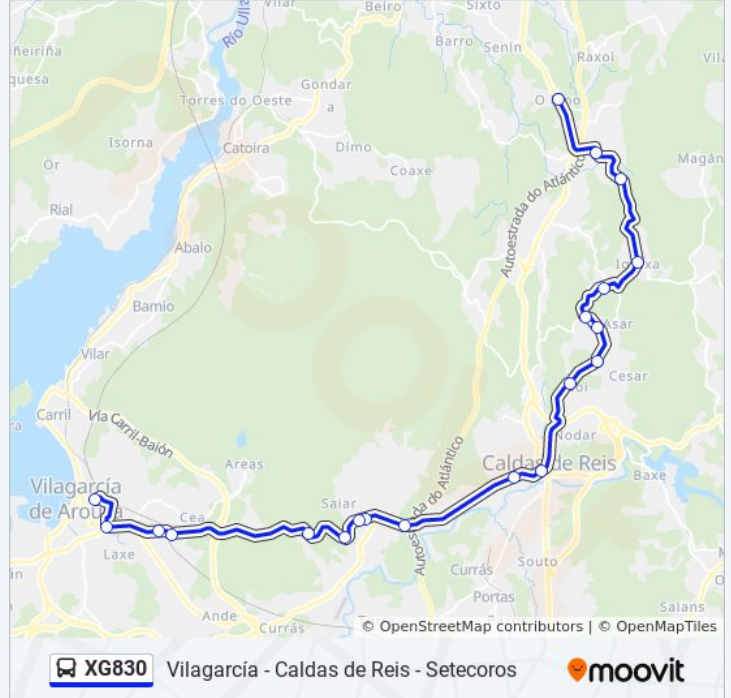 Vilar
Beiro
Sixto
Río Ulla
Barro
Senín
Raxoi
Gondar
a
Torres do Oeste
Isorna
Catoira
Dimo
Magán
Or
Coaxe
Autoestrada do Atlántico
Rial
Abalo
Bamio
Asar
Vilar
Cesar
Carril
Vía Carril-Baión
Nodar
Areas
Caldas de Reis
Baxe
Vilagarcía
de Arousa
Saiar
Autoestrada do Atlántico
Cea
Laxe
Currás
Souto
Portas
Saians
Ande
Currás
© OpenStreetMap contributors | © OpenMapTiles
XG830 Vilagarcía - Caldas de Reis - Setecoros
moovit